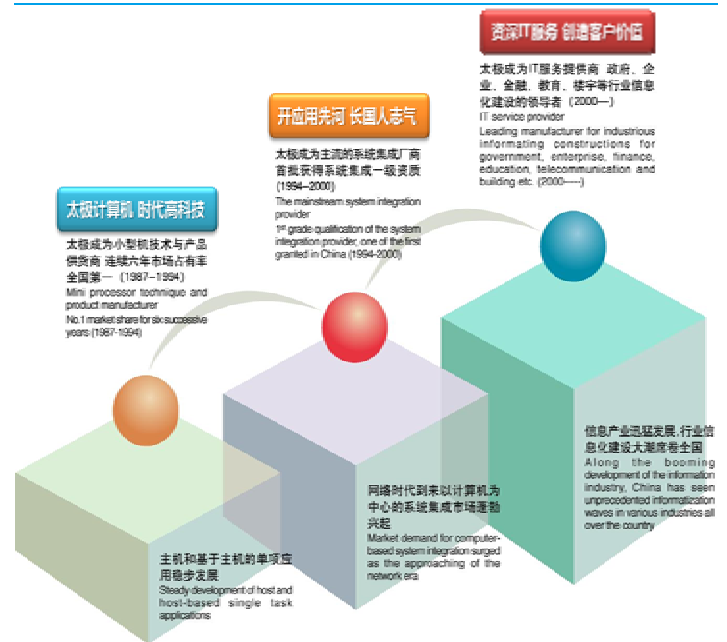 资深IT服务 创造客户价值
太极成为IT服务提供商 政府、企
业、金融、教育、楼宇等行业信息
化建设的领导者（2000—）
IT service provider
Leading manufacturer for industrious
informating constructions for
government, enterprise, finance,
education, telecommunication and
building etc. (2000-----)
开应用先河 长国人志气
太极成为主流的系统集成厂商
首批获得系统集成一级资质
(1994–2000)
The mainstream system integration
provider
1st grade qualification of the system
integration provider, one of the first
granted in China (1994-2000)
太极计算机 时代高科技
太极成为小型机技术与产品
供货商 连续六年市场占有率
全国第一（1987-1994）
Mini processor technique and
product manufacturer
No.1 market share for six successive
years (1987-1994)
信息产业迅猛发展,行业信
息化建设大潮席卷全国
Along the booming
development of the information
industry, China has seen
unprecedented informatization
waves in various industries all
over the country
网络时代到来以计算机为
中心的系统集成市场蓬勃
兴起
Market demand for computer-
based system integration surged
as the approaching of the
network era
主机和基于主机的单项应
用稳步发展
Steady development of host and
host-based single task
applications